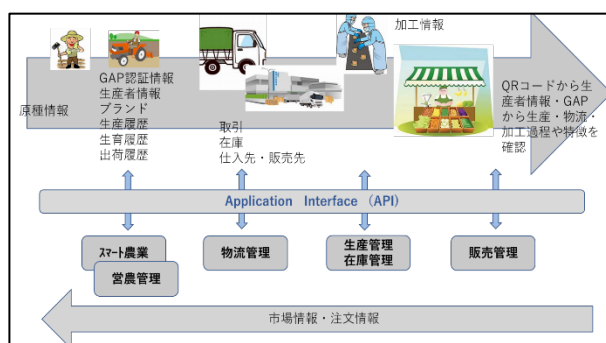 加工情報
原種情報
GAP認証情報
生産者情報
ブランド
生産履歴
生育履歴
出荷履歴
取引
在庫
仕入先・販売先
QRコードから生
産者情報・GAP
から生産・物流・
加工過程や特徴を
確認
Application Interface (API)
スマート農業
営農管理
物流管理
生産管理
在庫管理
販売管理
市場情報・注文情報